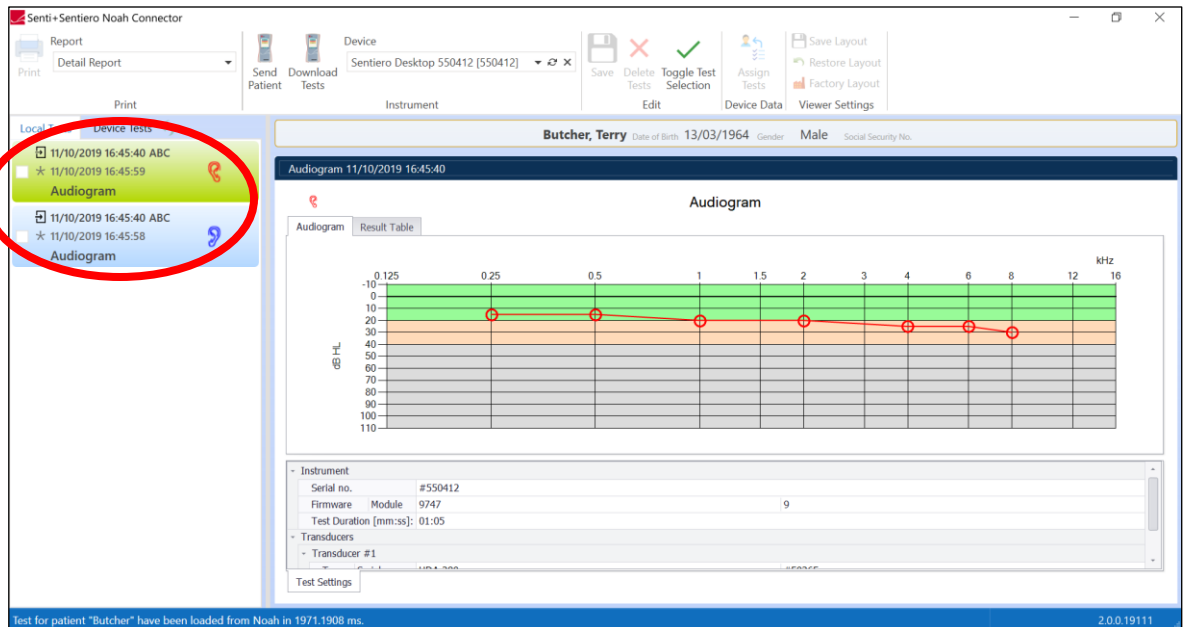 Senti+Sentiero Noah Connector
Report
Detail Report
Print
Print
Send Patient
Download Tests
Device
Sentiero Desktop 550412 [550412]
Instrument
Save
Delete Tests
Toggle Test Selection
Edit
Assign Tests
Device Data
Save Layout
Restore Layout
Factory Layout
Viewer Settings
Local Tests Device Tests
11/10/2019 16:45:40 ABC
11/10/2019 16:45:59
Audiogram
11/10/2019 16:45:40 ABC
11/10/2019 16:45:58
Audiogram
Butcher, Terry Date of Birth 13/03/1964 Gender Male Social Security No.
Audiogram 11/10/2019 16:45:40
Audiogram
Audiogram Result Table
kHz
0.125 0.25 0.5 1 1.5 2 3 4 6 8 12 16
-10
0
10
20
30
40
50
60
70
80
90
100
110
dB HL
Instrument
Serial no. #550412
Firmware Module 9747 9
Test Duration [mm:ss]: 01:05
Transducers
Transducer #1
Test Settings
Test for patient "Butcher" have been loaded from Noah in 1971.1908 ms. 2.0.0.19111